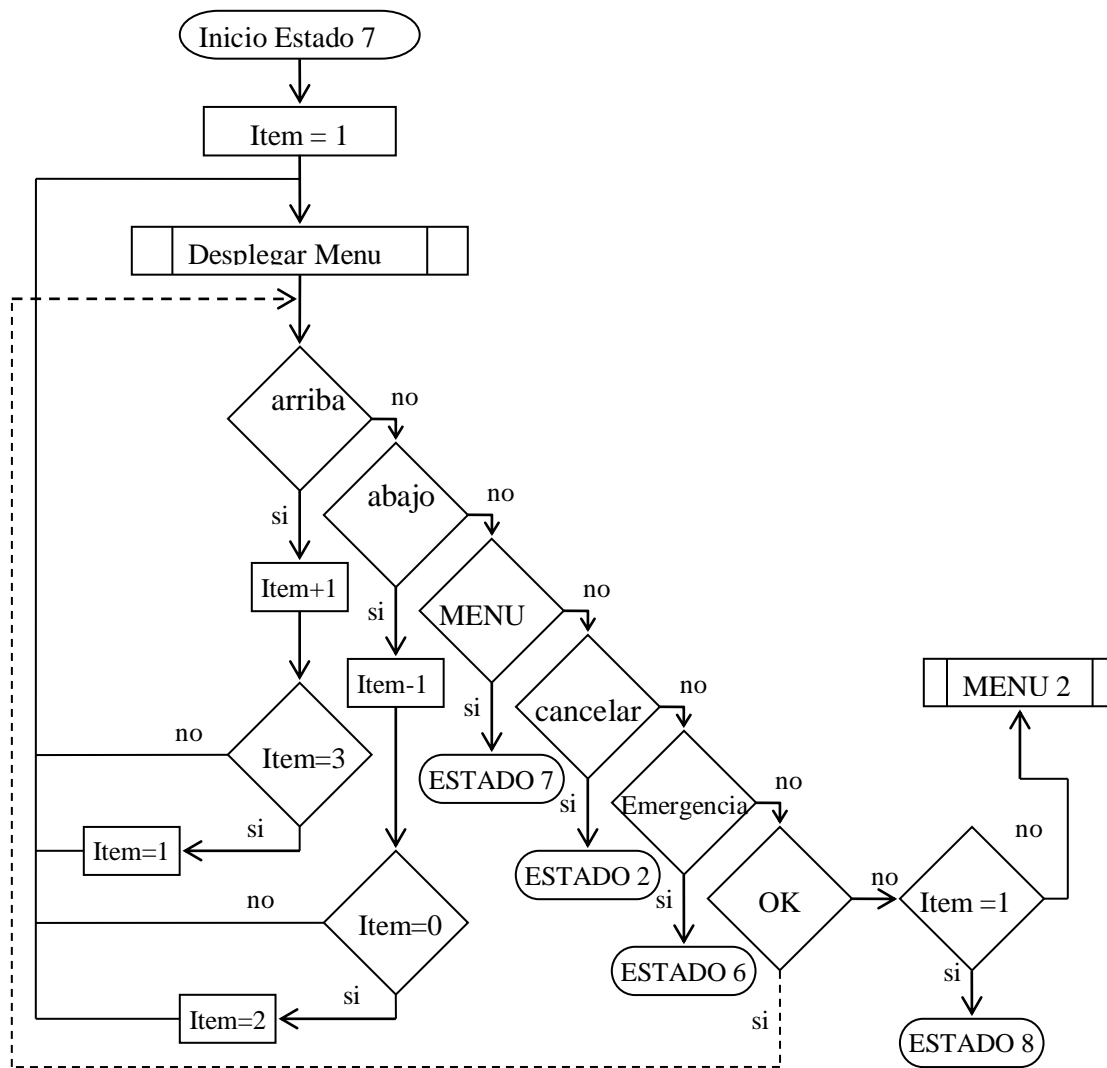 Inicio Estado 7
Item = 1
Desplegar Menu
arriba
no
si
abajo
no
si
Item+1
MENU
no
si
Item-1
cancelar
no
si
MENU 2
Item=3
no
si
ESTADO 7
Emergencia
no
si
Item=1
ESTADO 2
OK
no
si
Item =1
no
si
Item=0
no
si
ESTADO 6
Item=2
ESTADO 8